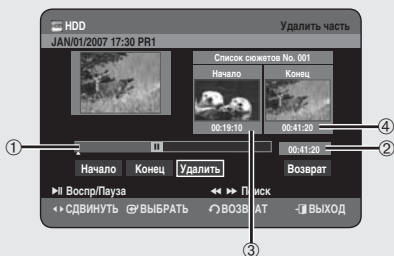 HDD Удалить часть
JAN/01/2007 17:30 PR1
Список сюжетов No. 001
Начало Конец
00:19:10 00:41:20 ④
① 00:41:20 ②
Начало Конец Удалить Возврат
Воспр/Пауза Поиск
СДВИНУТЬ ВЫБРАТЬ ВОЗВРАТ ВЫХОД
③